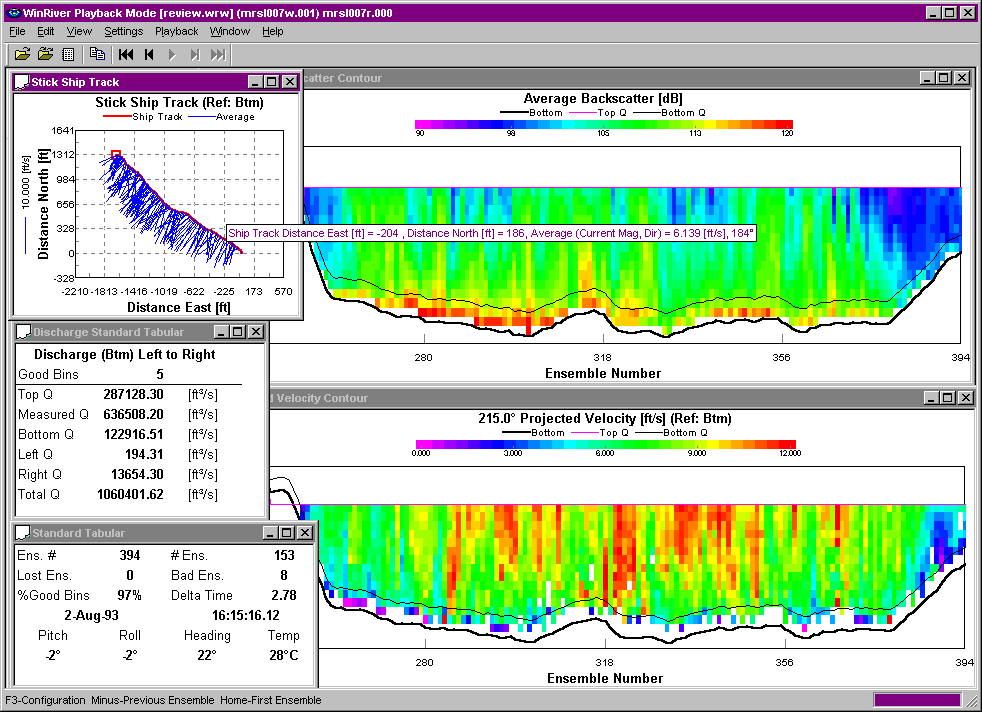 WinRiver Playback Mode [review.wrw] (mrsl007w.001) mrsl007r.000
File Edit View Settings Playback Window Help
Stick Ship Track
Stick Ship Track (Ref: Btm)
Ship Track Average
1641
1312
984
656
328
0
-328
10.000 [ft/s]
Distance North [ft]
-2210 -1813 -1416 -1019 -622 -225 173 570
Distance East [ft]
Ship Track Distance East [ft] = -204 , Distance North [ft] = 186, Average (Current Mag, Dir) = 6.139 [ft/s], 184°
catter Contour
Average Backscatter [dB]
Bottom Top Q Bottom Q
90 98 105 113 120
280 318 356 394
Ensemble Number
Discharge Standard Tabular
Discharge (Btm) Left to Right
Good Bins 5
Top Q 287128.30 [ft³/s]
Measured Q 636508.20 [ft³/s]
Bottom Q 122916.51 [ft³/s]
Left Q 194.31 [ft³/s]
Right Q 13654.30 [ft³/s]
Total Q 1060401.62 [ft³/s]
d Velocity Contour
215.0° Projected Velocity [ft/s] (Ref: Btm)
Bottom Top Q Bottom Q
0.000 3.000 6.000 9.000 12.000
280 318 356 394
Ensemble Number
Standard Tabular
Ens. # 394 # Ens. 153
Lost Ens. 0 Bad Ens. 8
%Good Bins 97% Delta Time 2.78
2-Aug-93 16:15:16.12
Pitch Roll Heading Temp
-2° -2° 22° 28°C
F3-Configuration Minus-Previous Ensemble Home-First Ensemble